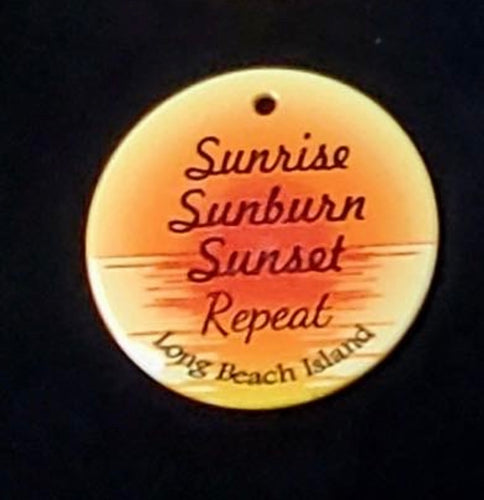 Sunrise
Sunburn
Sunset
Repeat
Long Beach Island